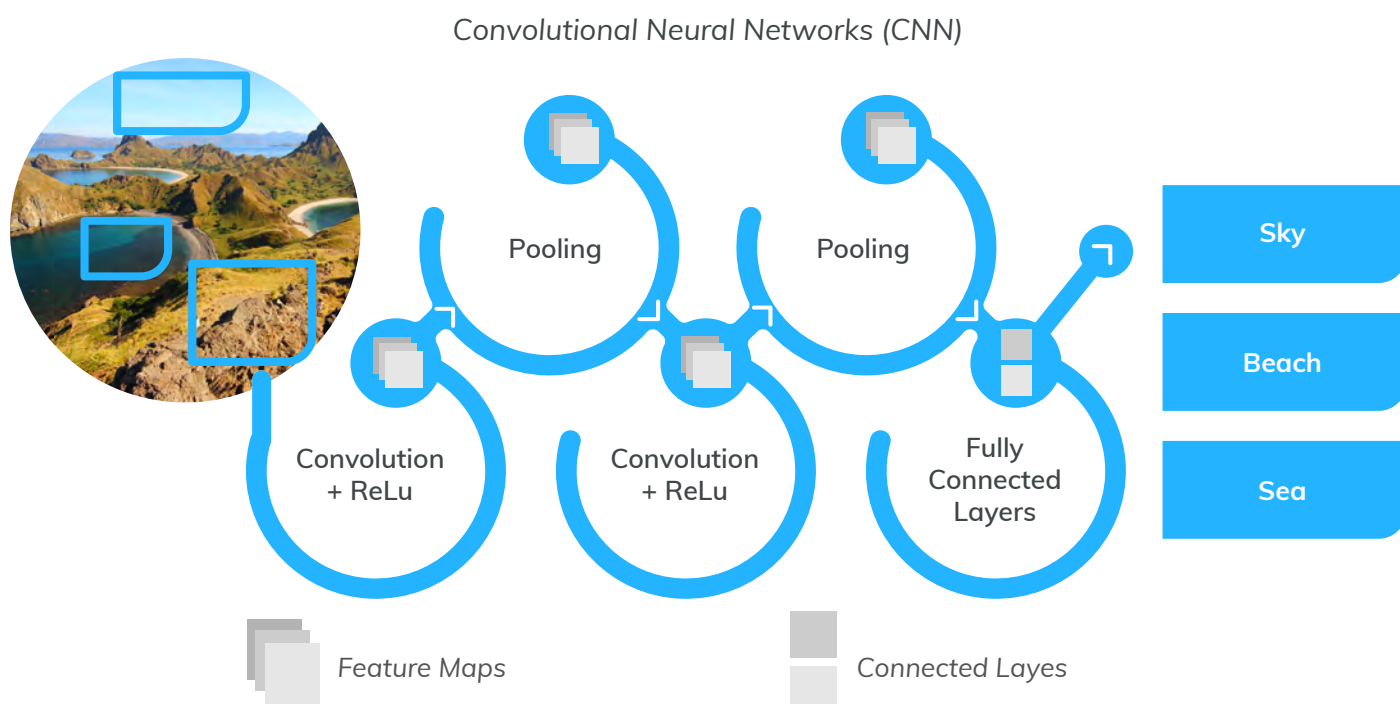 Convolutional Neural Networks (CNN)
Pooling
Pooling
Sky
Beach
Sea
Convolution
+ ReLu
Convolution
+ ReLu
Fully
Connected
Layers
Feature Maps
Connected Layes